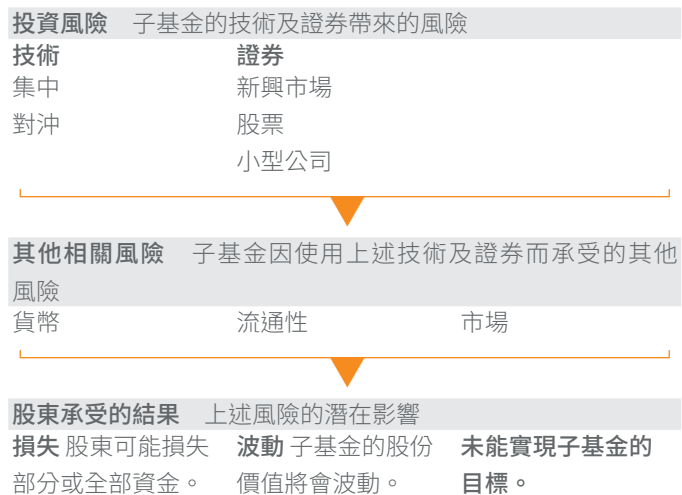 投資風險 子基金的技術及證券帶來的風險
技術 證券
集中 新興市場
對沖 股票
小型公司
其他相關風險 子基金因使用上述技術及證券而承受的其他
風險
貨幣 流通性 市場
股東承受的結果 上述風險的潛在影響
損失 股東可能損失 波動 子基金的股份 未能實現子基金的
部分或全部資金。 價值將會波動。 目標。